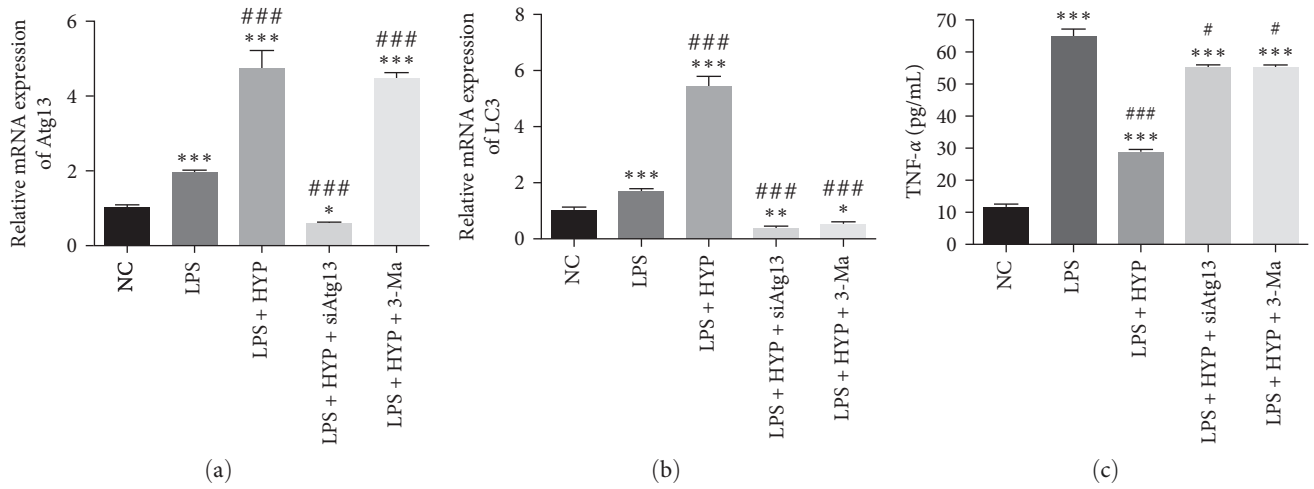 Relative mRNA expression
of Atg13
6
4
2
0
***
###
***
###
*
###
***
NC
LPS
LPS + HYP
LPS + HYP + siAtg13
LPS + HYP + 3-Ma
(a)
Relative mRNA expression
of LC3
8
6
4
2
0
***
###
***
###
**
###
*
NC
LPS
LPS + HYP
LPS + HYP + siAtg13
LPS + HYP + 3-Ma
(b)
TNF-α (pg/mL)
70
60
50
40
30
20
10
0
***
###
***
#
***
#
***
NC
LPS
LPS + HYP
LPS + HYP + siAtg13
LPS + HYP + 3-Ma
(c)